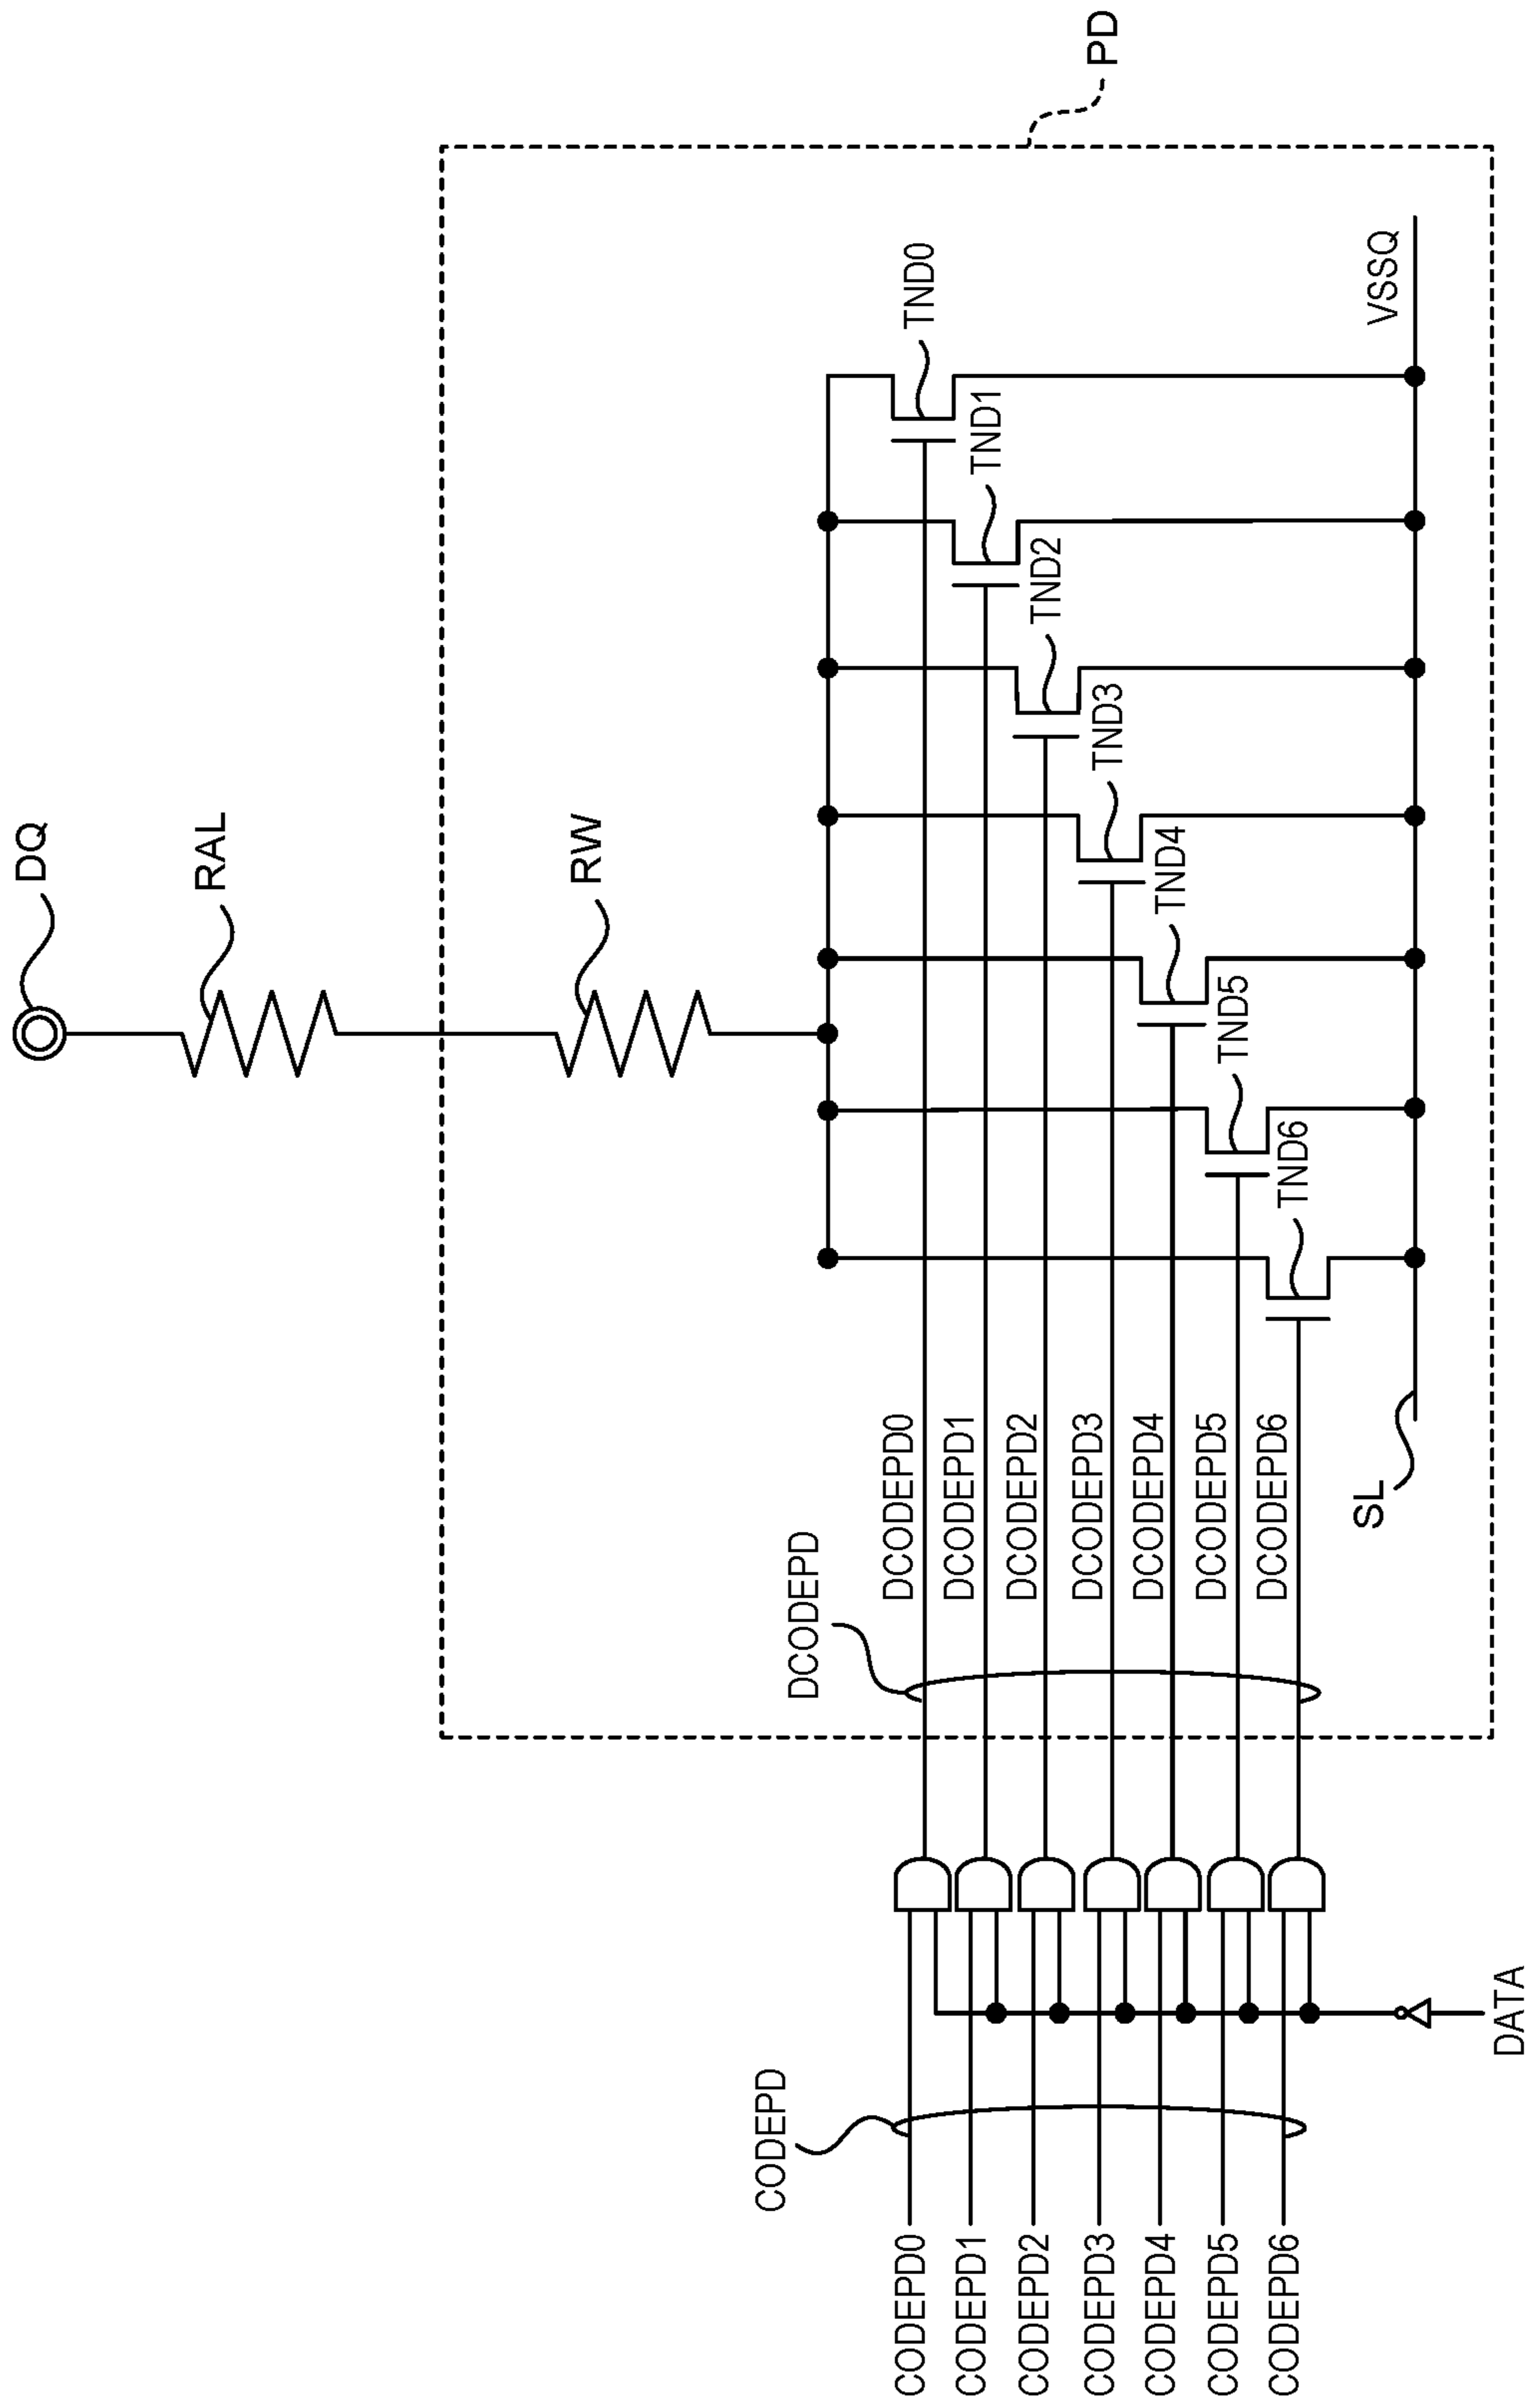 DQ
RAL
RW
PD
TND0
TND1
TND2
TND3
TND4
TND5
TND6
VSSQ
SL
DCODEPD
DCODEPD0
DCODEPD1
DCODEPD2
DCODEPD3
DCODEPD4
DCODEPD5
DCODEPD6
CODEPD
CODEPD0
CODEPD1
CODEPD2
CODEPD3
CODEPD4
CODEPD5
CODEPD6
DATA